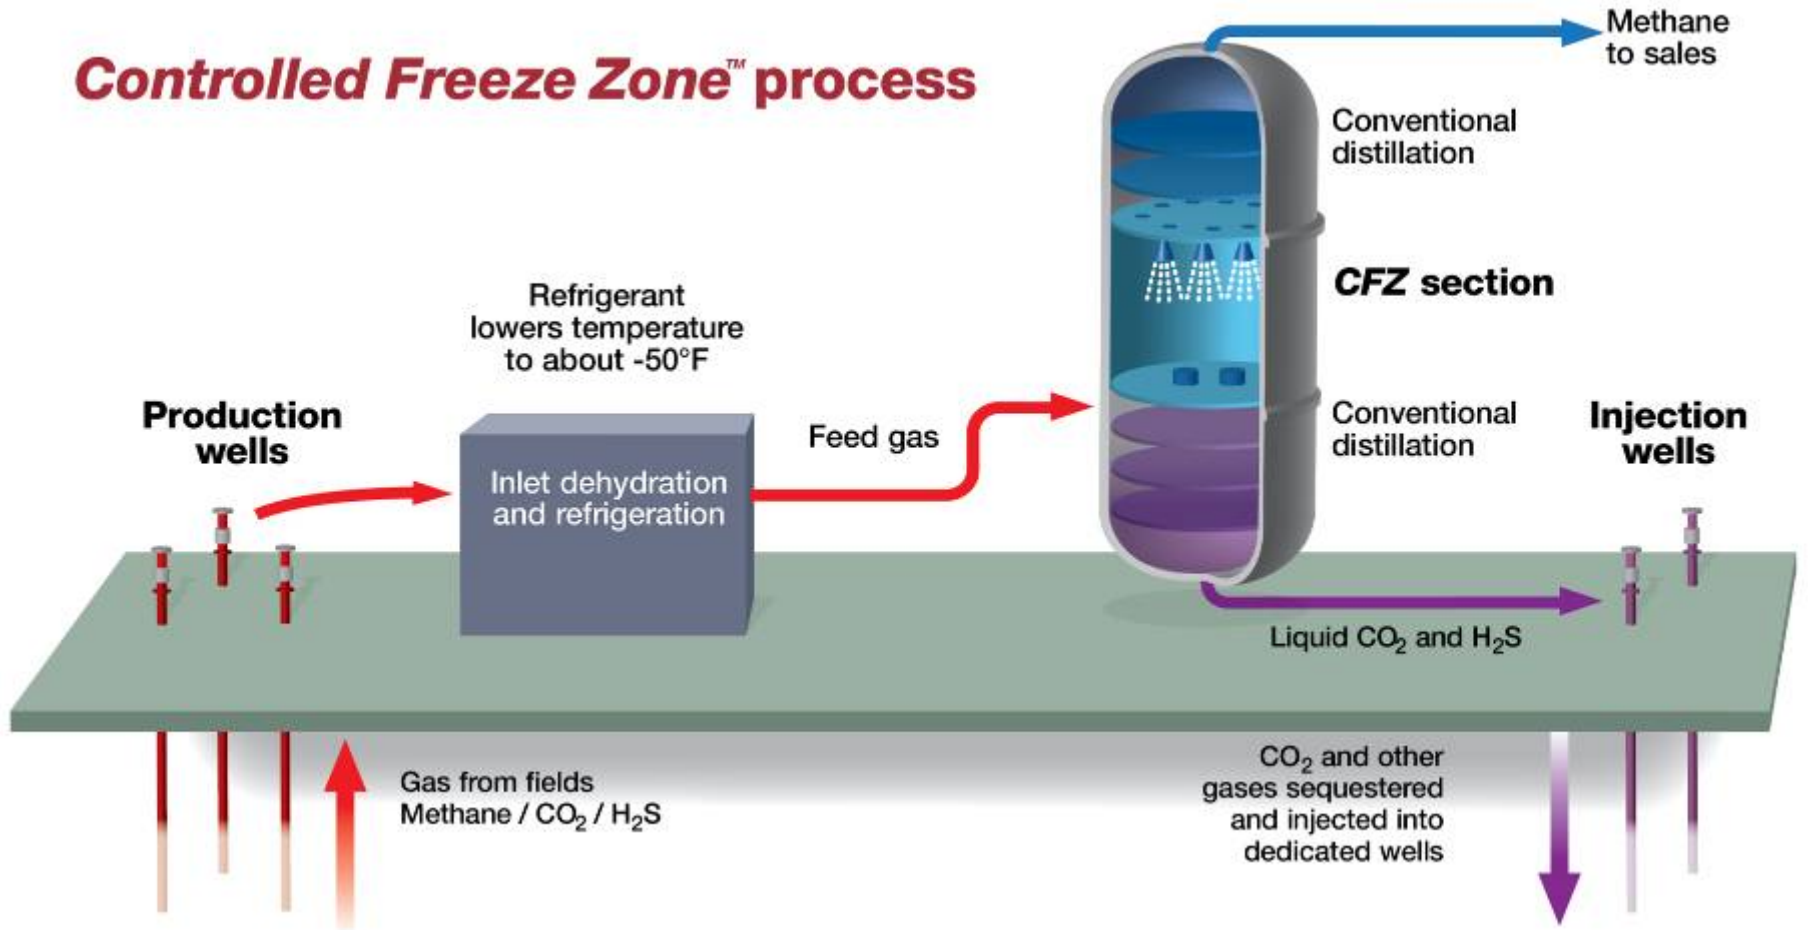 Controlled Freeze Zone™ process
Methane
to sales
Conventional
distillation
CFZ section
Refrigerant
lowers temperature
to about -50°F
Production
wells
Feed gas
Conventional
distillation
Injection
wells
Inlet dehydration
and refrigeration
Liquid CO₂ and H₂S
Gas from fields
Methane / CO₂ / H₂S
CO₂ and other
gases sequestered
and injected into
dedicated wells